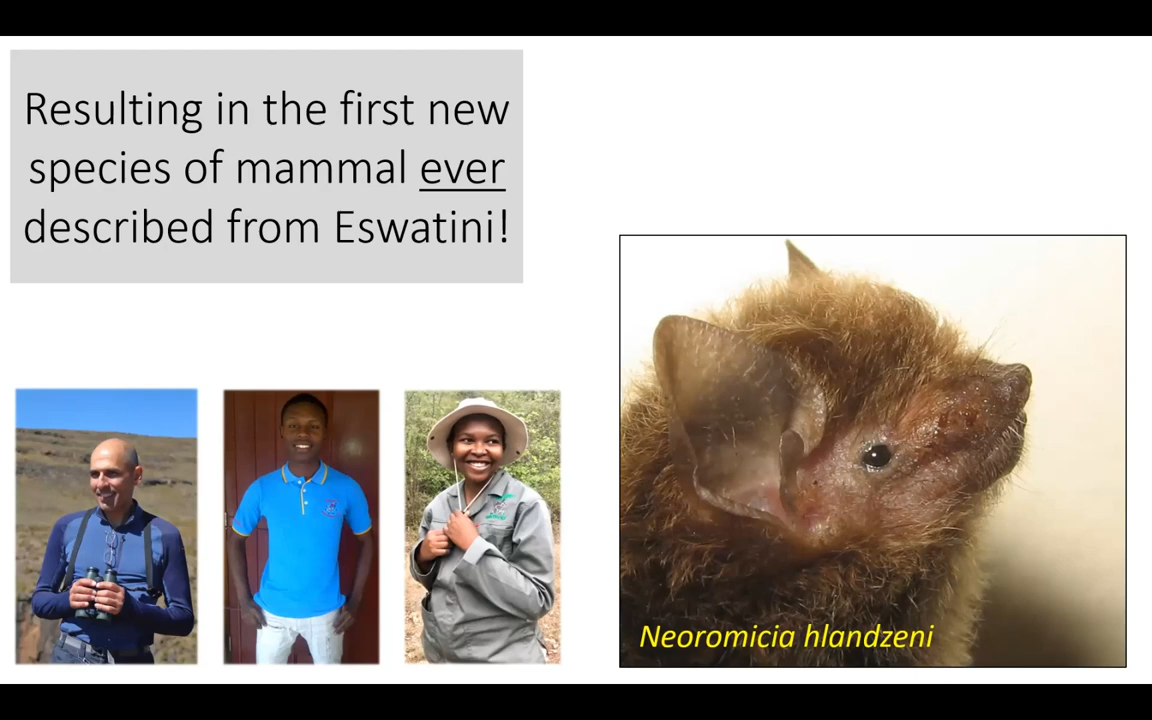 Resulting in the first new
species of mammal ever
described from Eswatini!
Neoromicia hlandzeni